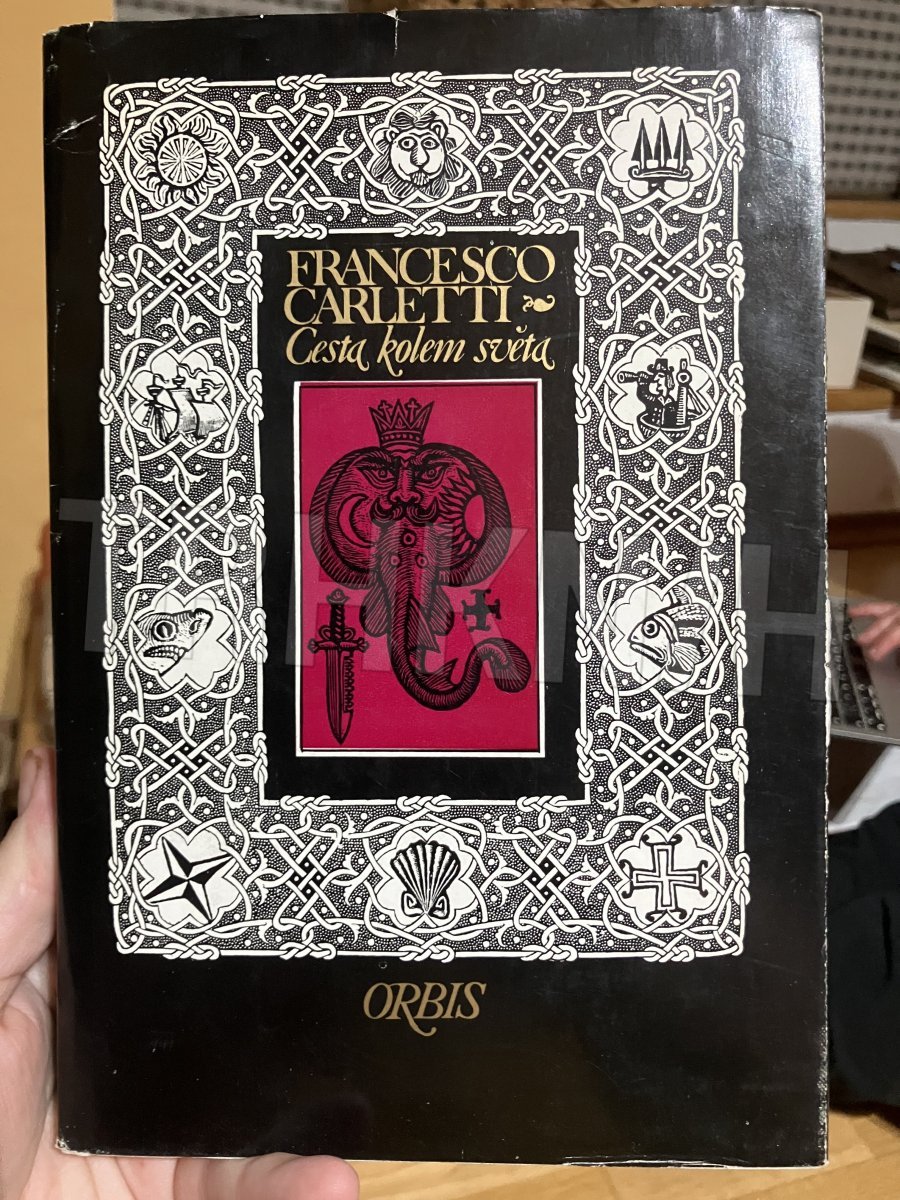 FRANCESCO
CARLETTI
Cesta kolem světa
ORBIS